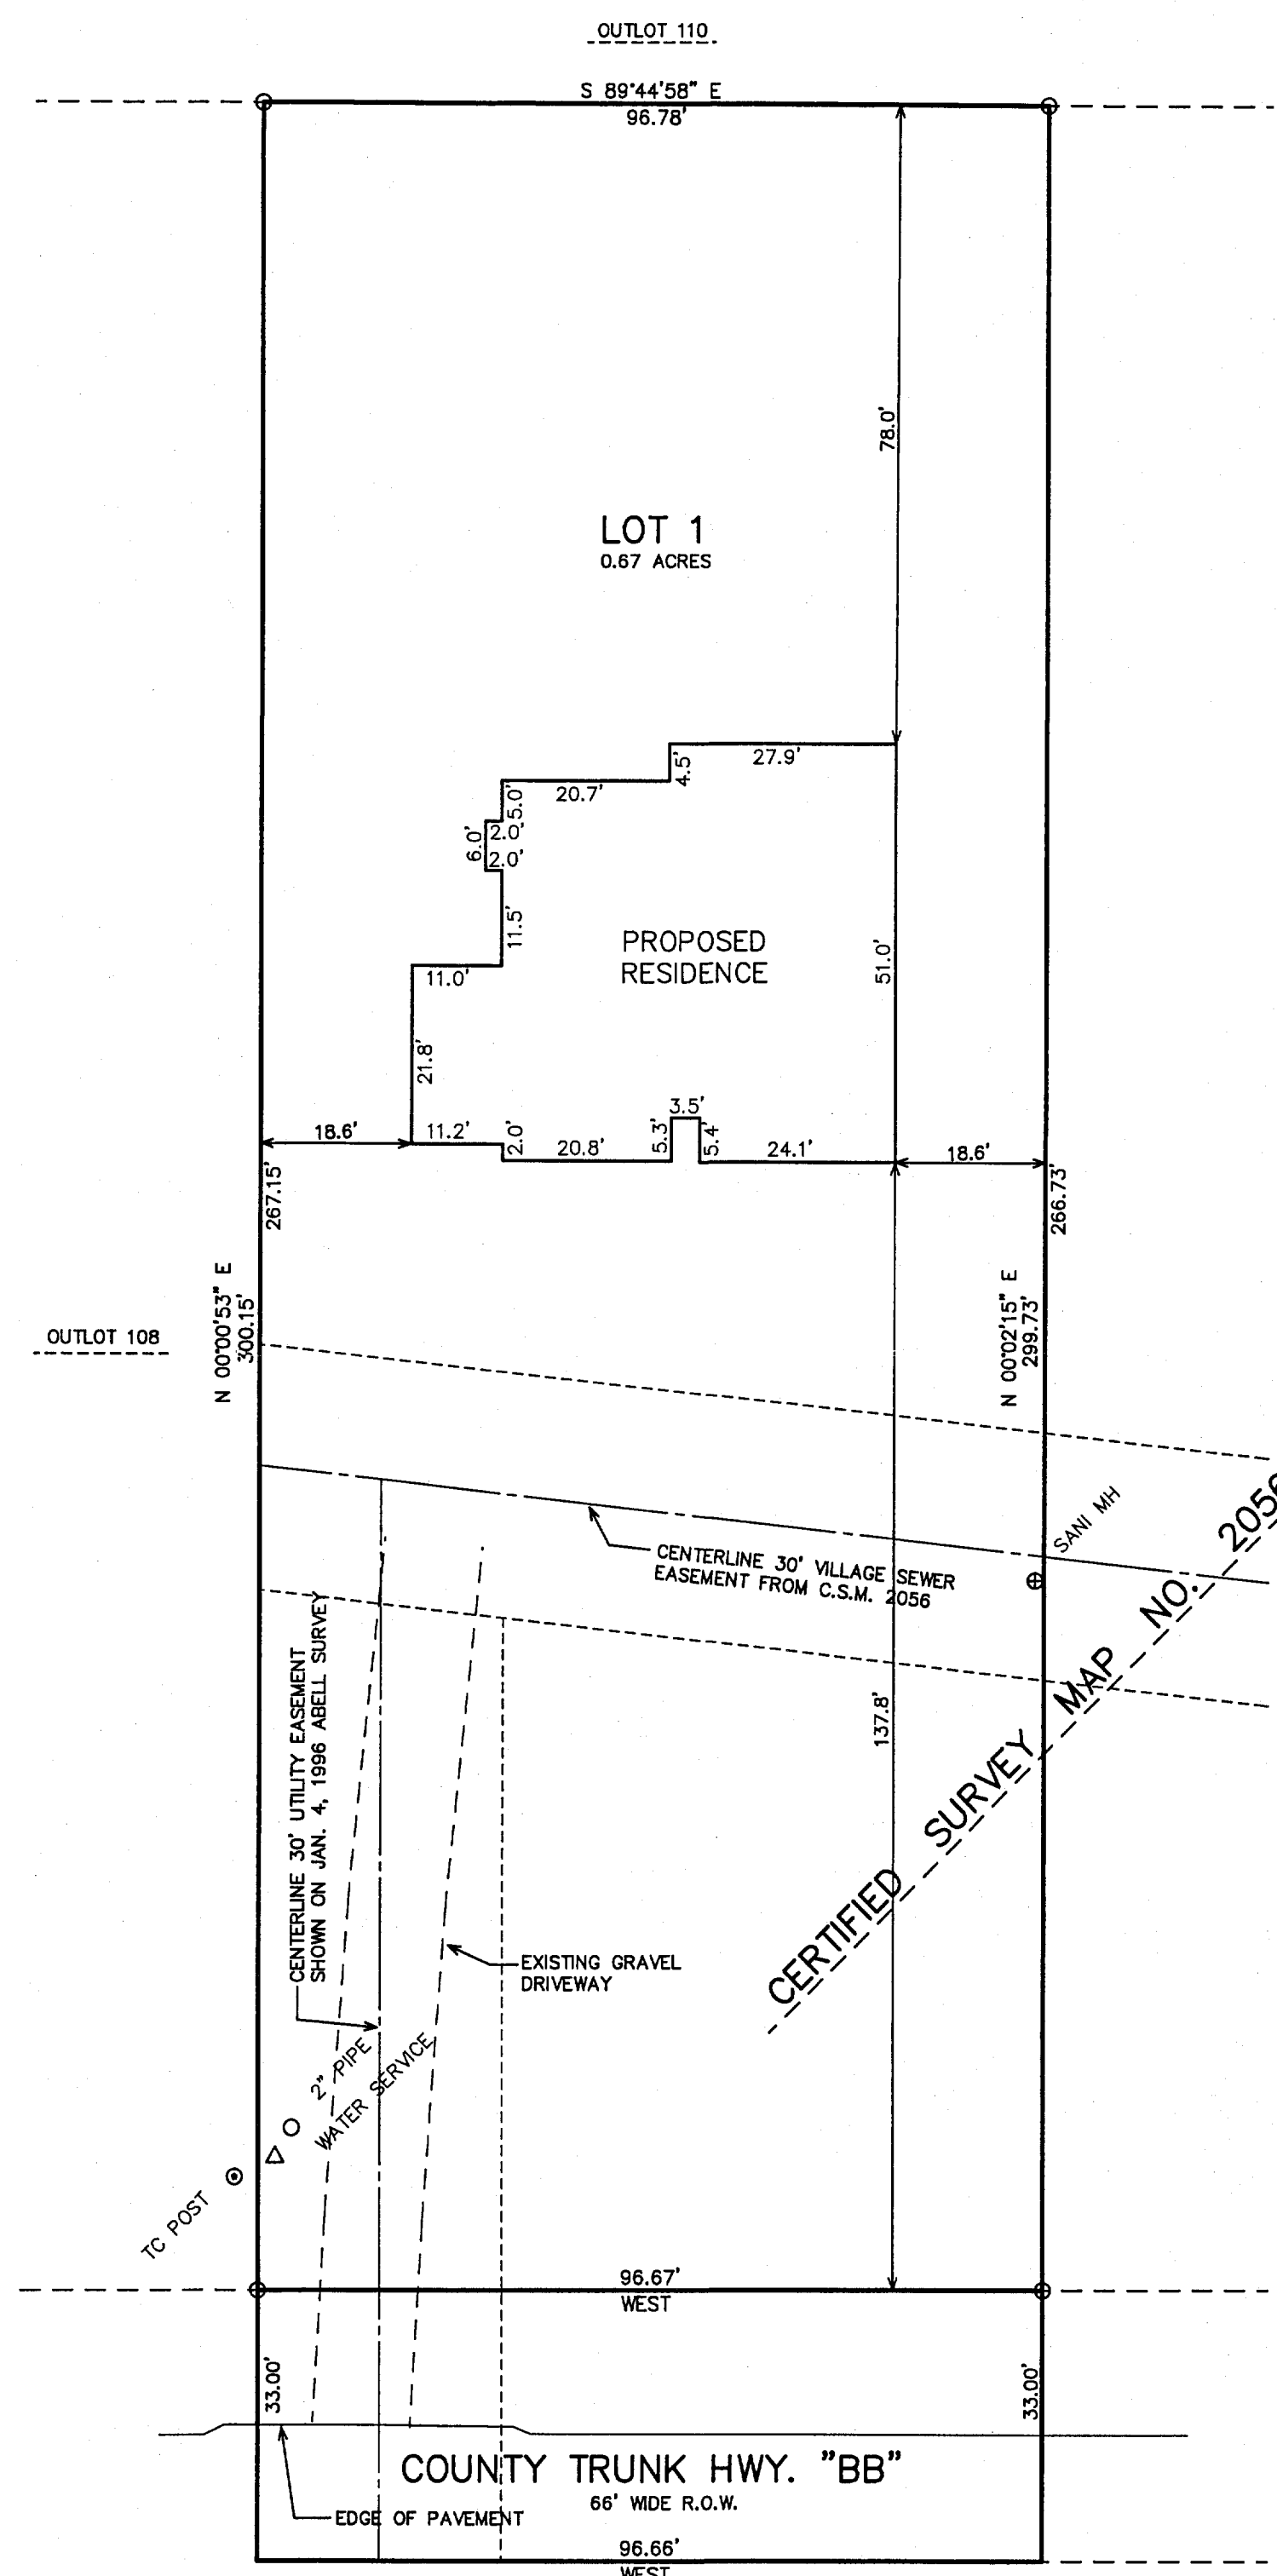 OUTLOT 110
S 89°44'58" E
96.78'
78.0'
LOT 1
0.67 ACRES
27.9'
4.5'
20.7'
5.0'
2.0'
6.0'
2.0'
11.5'
PROPOSED
RESIDENCE
51.0'
11.0'
21.8'
3.5'
18.6'
11.2'
2.0'
20.8'
5.3'
5.4'
24.1'
18.6'
267.15'
266.73'
N 00°00'53" E
300.15'
N 00°02'15" E
299.73'
OUTLOT 108
SANI MH
CENTERLINE 30' VILLAGE SEWER
EASEMENT FROM C.S.M. 2056
CERTIFIED SURVEY MAP NO. 2056
CENTERLINE 30' UTILITY EASEMENT
SHOWN ON JAN. 4, 1996 ABELL SURVEY
137.8'
EXISTING GRAVEL
DRIVEWAY
2" PIPE
WATER SERVICE
TC POST
96.67'
WEST
33.00'
33.00'
COUNTY TRUNK HWY. "BB"
66' WIDE R.O.W.
EDGE OF PAVEMENT
96.66'
WEST